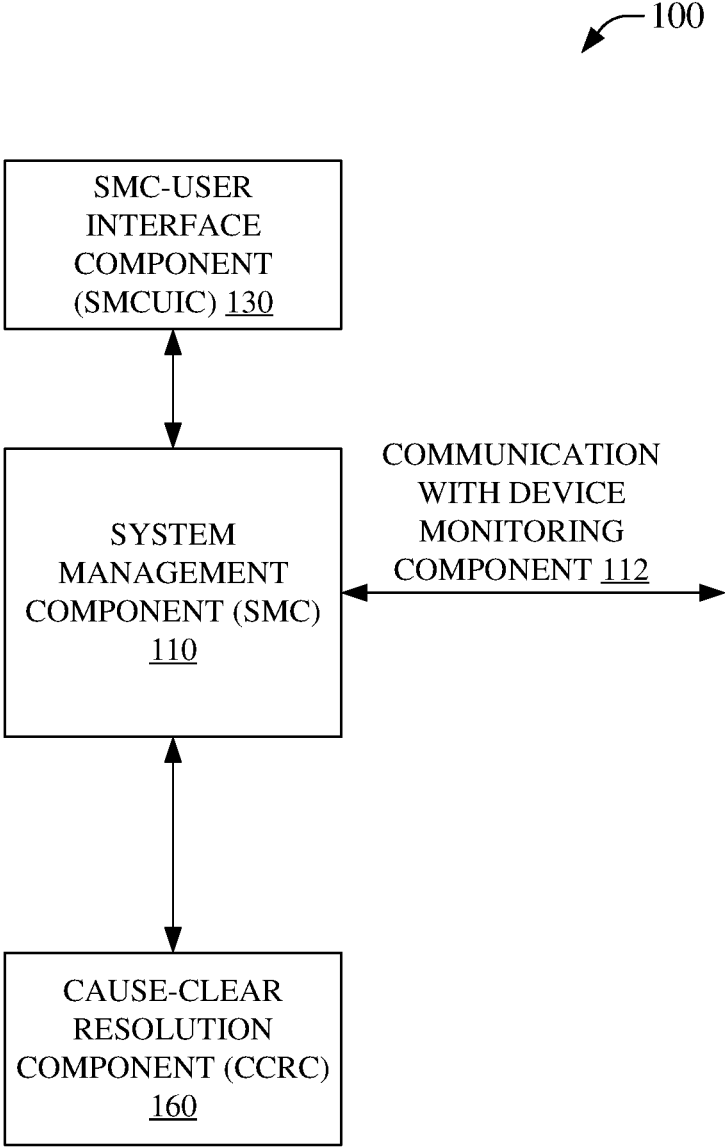 100
SMC-USER
INTERFACE
COMPONENT
(SMCUIC) 130
COMMUNICATION
WITH DEVICE
MONITORING
COMPONENT 112
SYSTEM
MANAGEMENT
COMPONENT (SMC)
110
CAUSE-CLEAR
RESOLUTION
COMPONENT (CCRC)
160